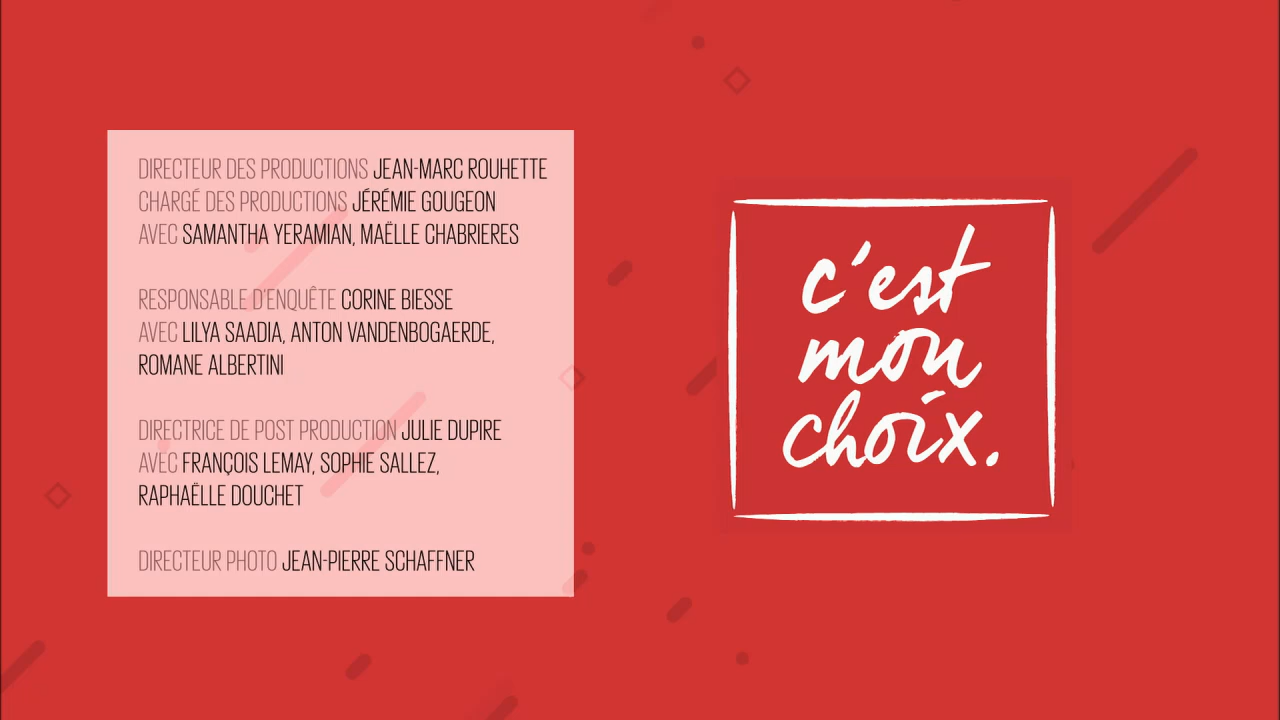 DIRECTEUR DES PRODUCTIONS JEAN-MARC ROUHETTE
CHARGÉ DES PRODUCTIONS JÉRÉMIE GOUGEON
AVEC SAMANTHA YERAMIAN, MAËLLE CHABRIERES
RESPONSABLE D'ENQUÊTE CORINE BIESSE
AVEC LILYA SAADIA, ANTON VANDENBOGAERDE,
ROMANE ALBERTINI
DIRECTRICE DE POST PRODUCTION JULIE DUPIRE
AVEC FRANÇOIS LEMAY, SOPHIE SALLEZ,
RAPHAËLLE DOUCHET
DIRECTEUR PHOTO JEAN-PIERRE SCHAFFNER
c'est
mon
choix.